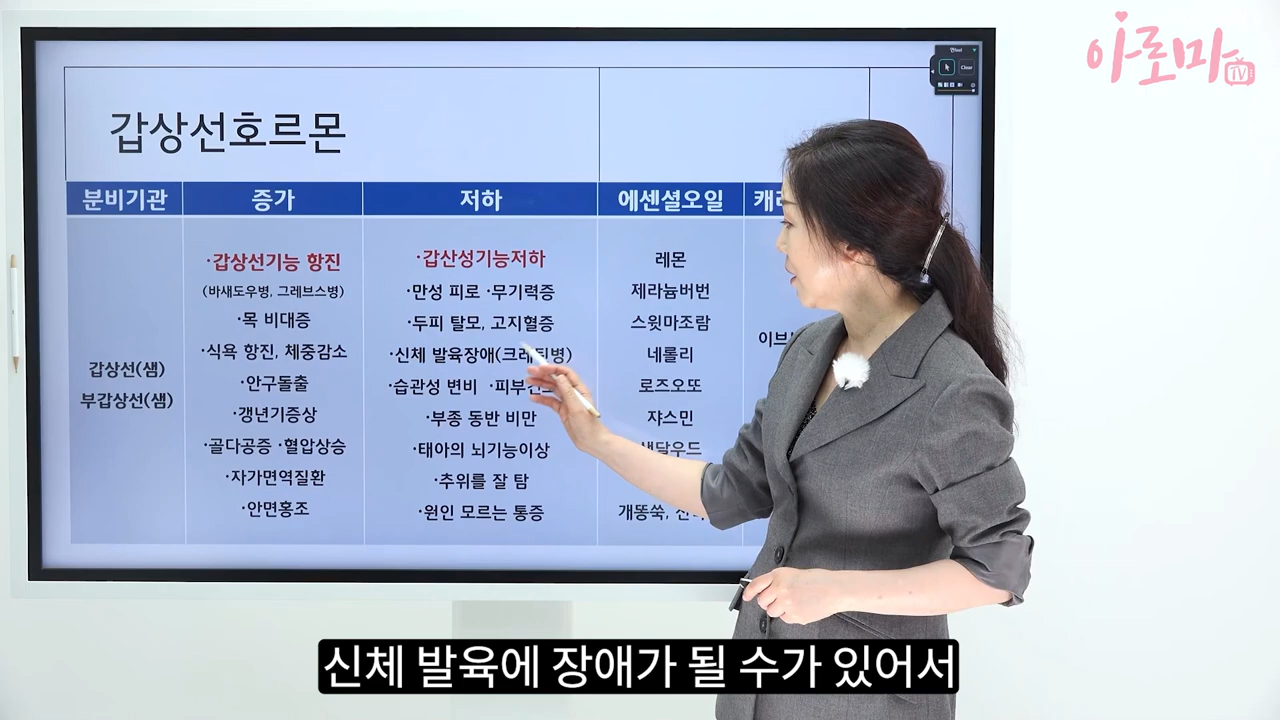 아로마 TV
갑상선호르몬
분비기관 증가 저하 에센셜오일
갑상선(샘)
부갑상선(샘)
·갑상선기능 항진
(바새도우병, 그레브스병)
·목 비대증
·식욕 항진, 체중감소
·안구돌출
·갱년기증상
·골다공증 ·혈압상승
·자가면역질환
·안면홍조
·갑산성기능저하
·만성 피로 ·무기력증
·두피 탈모, 고지혈증
·신체 발육장애(크레틴병)
·습관성 변비
·부종 동반 비만
·태아의 뇌기능이상
·추위를 잘 탐
·원인 모르는 통증
레몬
제라늄버번
스윗마조람
네롤리
로즈오또
쟈스민
개똥쑥,
Clear
신체 발육에 장애가 될 수가 있어서